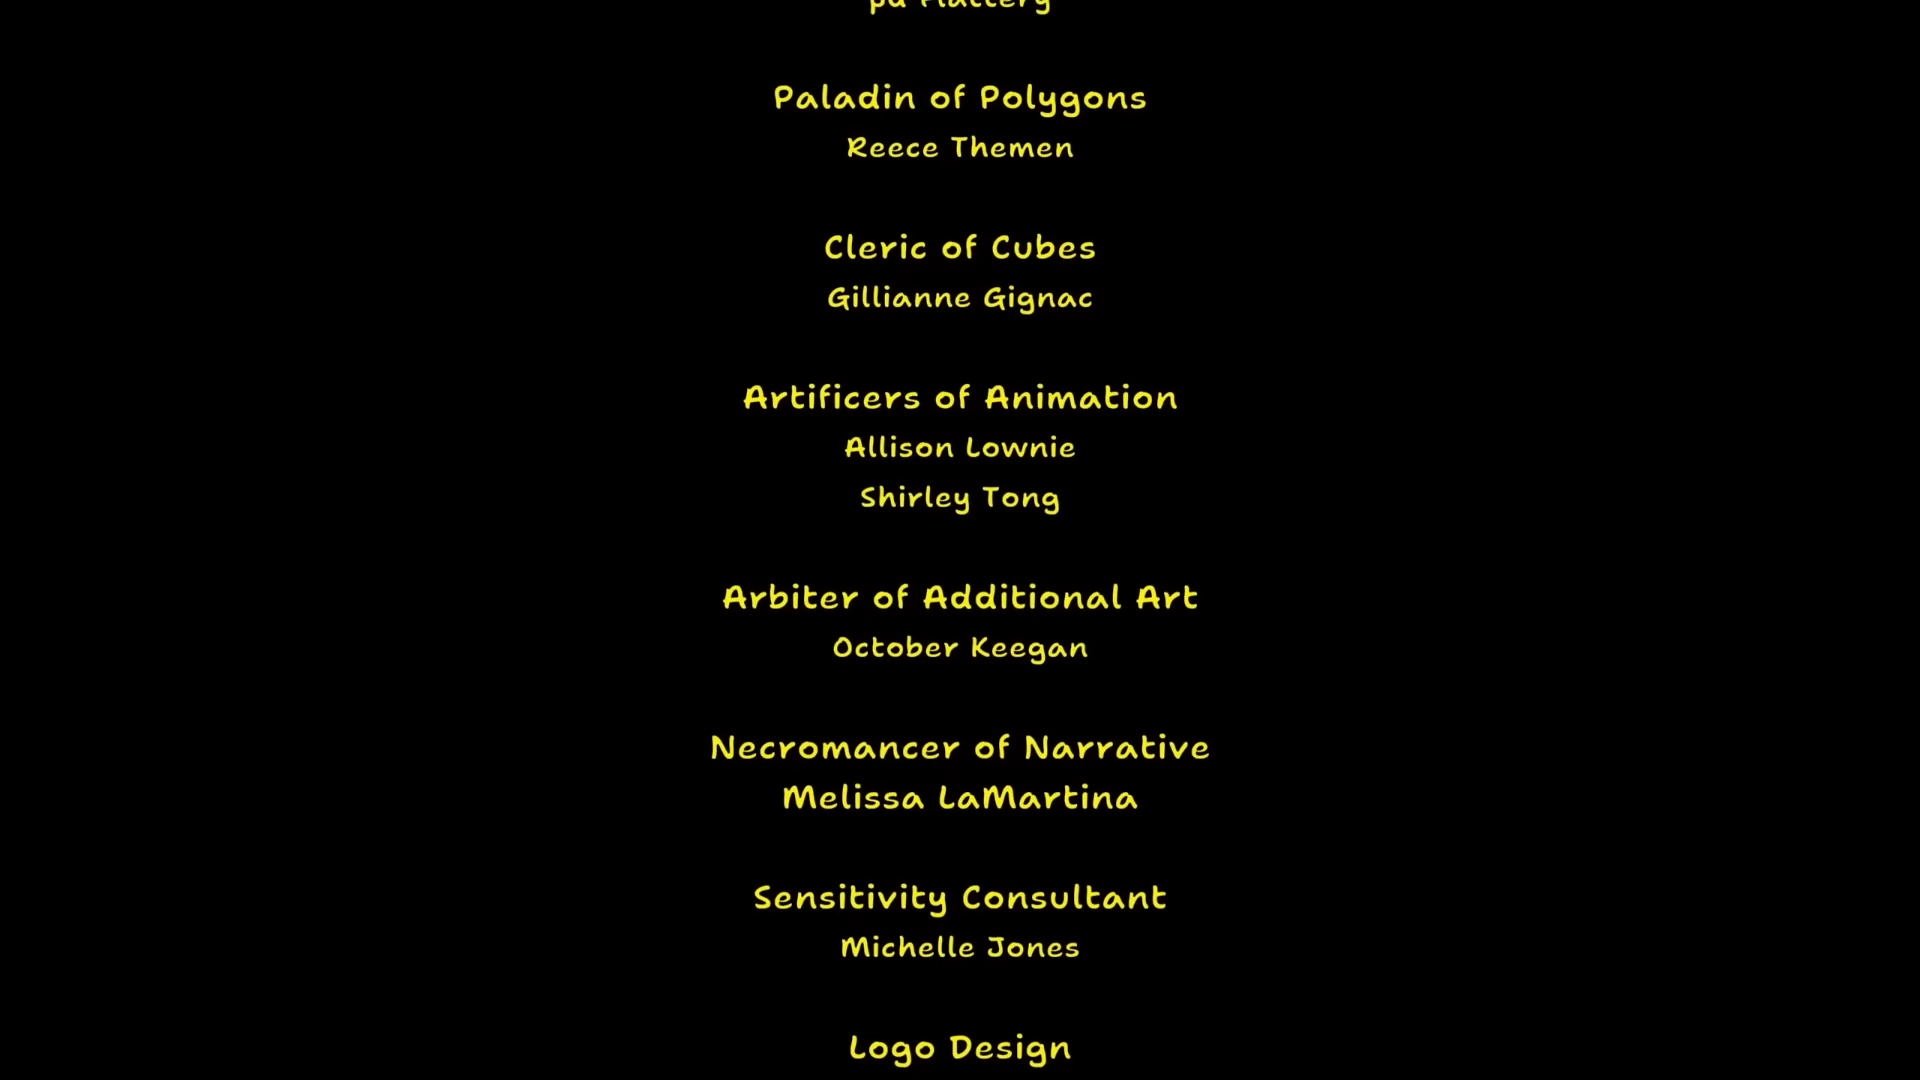 Paladin of Polygons
Reece Themen
Cleric of Cubes
Gillianne Gignac
Artificers of Animation
Allison Lownie
Shirley Tong
Arbiter of Additional Art
October Keegan
Necromancer of Narrative
Melissa LaMartina
Sensitivity Consultant
Michelle Jones
Logo Design